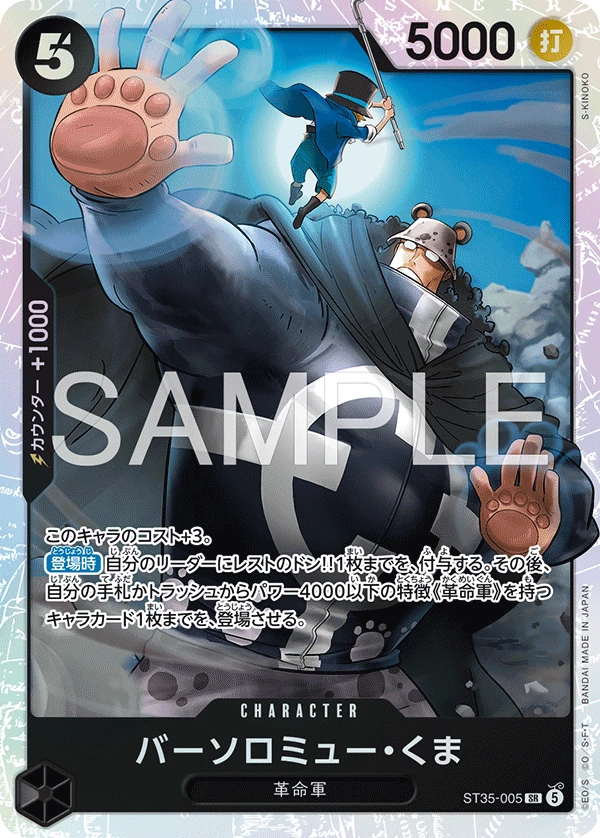 5
5000
打
S-KINOKO
カウンター +1000
SAMPLE
このキャラのコスト+3。
登場時 自分のリーダーにレストのドン!!1枚までを、付与する。その後、
自分の手札かトラッシュからパワー4000以下の特徴《革命軍》を持つ
キャラカード1枚までを、登場させる。
CHARACTER
バーソロミュー・くま
革命軍
ST35-005 SR 5
©E.O/S ©O/S・F・T BANDAI MADE IN JAPAN